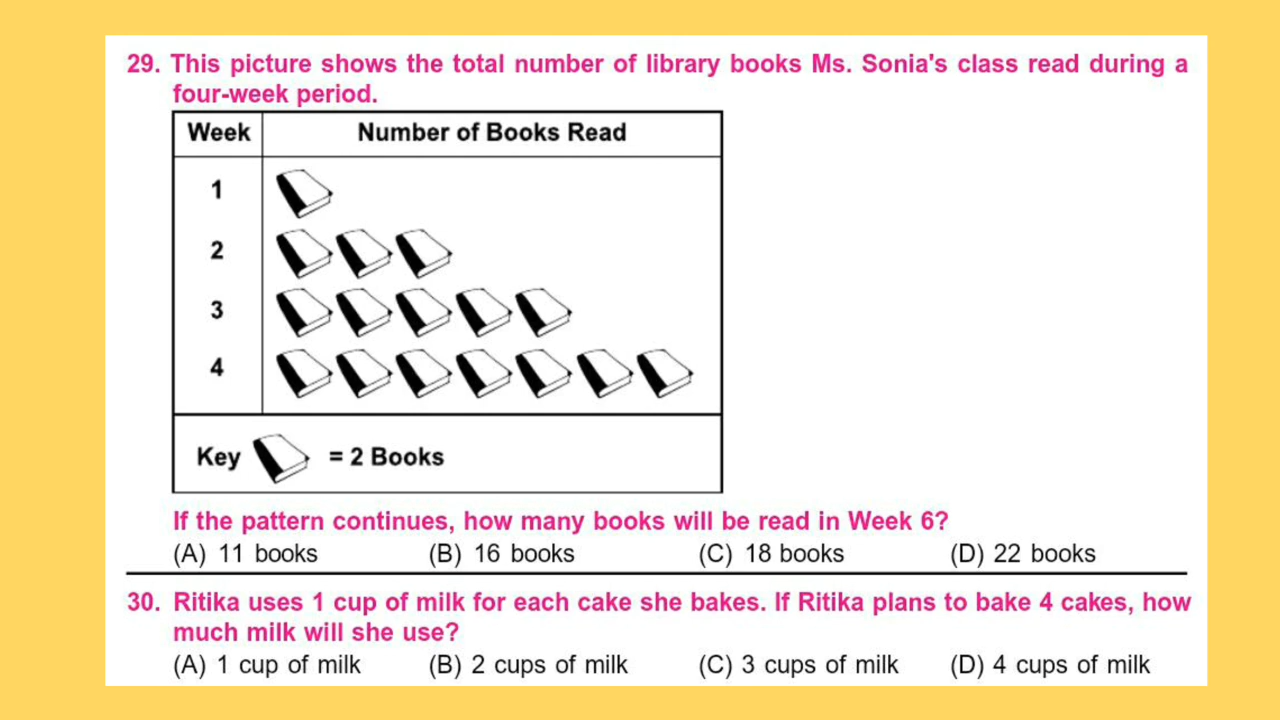 29. This picture shows the total number of library books Ms. Sonia's class read during a
four-week period.
Week Number of Books Read
1
2
3
4
Key = 2 Books
If the pattern continues, how many books will be read in Week 6?
(A) 11 books (B) 16 books (C) 18 books (D) 22 books
30. Ritika uses 1 cup of milk for each cake she bakes. If Ritika plans to bake 4 cakes, how
much milk will she use?
(A) 1 cup of milk (B) 2 cups of milk (C) 3 cups of milk (D) 4 cups of milk